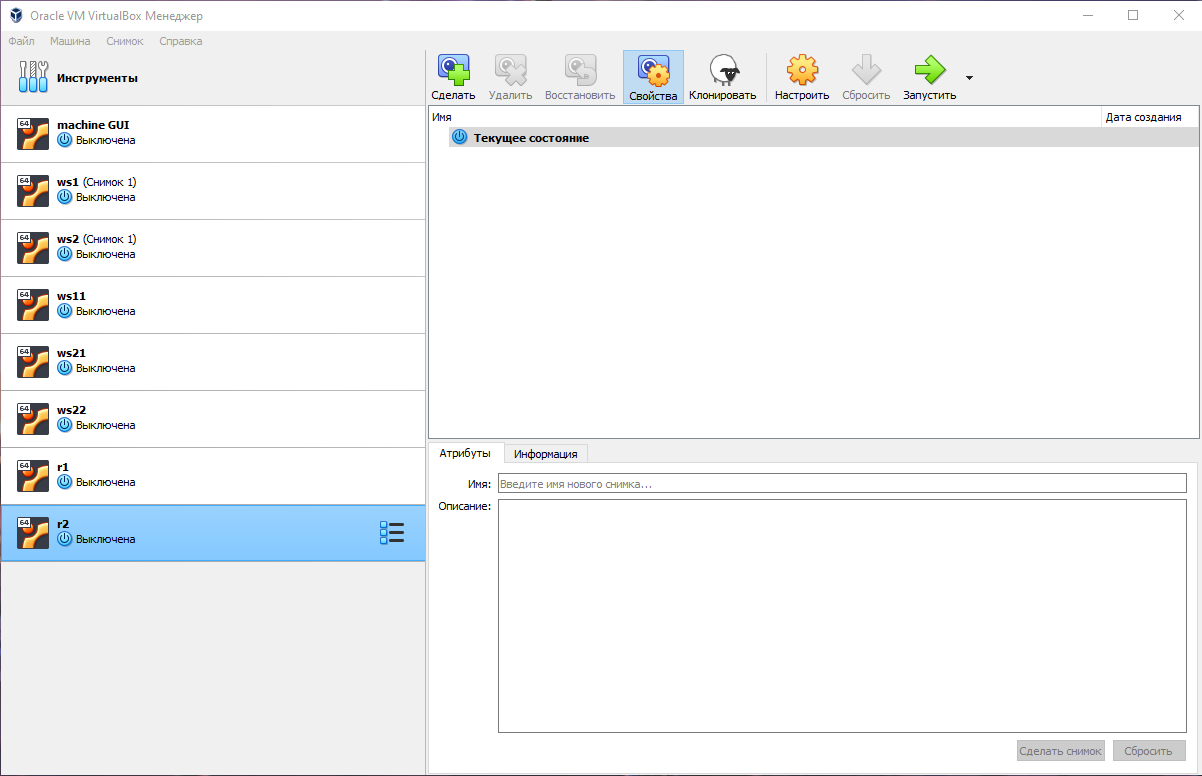 Oracle VM VirtualBox Менеджер
Файл Машина Снимок Справка
Инструменты
Сделать Удалить Восстановить Свойства Клонировать Настроить Сбросить Запустить
64 machine GUI
Выключена
64 ws1 (Снимок 1)
Выключена
64 ws2 (Снимок 1)
Выключена
64 ws11
Выключена
64 ws21
Выключена
64 ws22
Выключена
64 r1
Выключена
64 r2
Выключена
Имя Дата создания
Текущее состояние
Атрибуты Информация
Имя: Введите имя нового снимка...
Описание:
Сделать снимок Сбросить